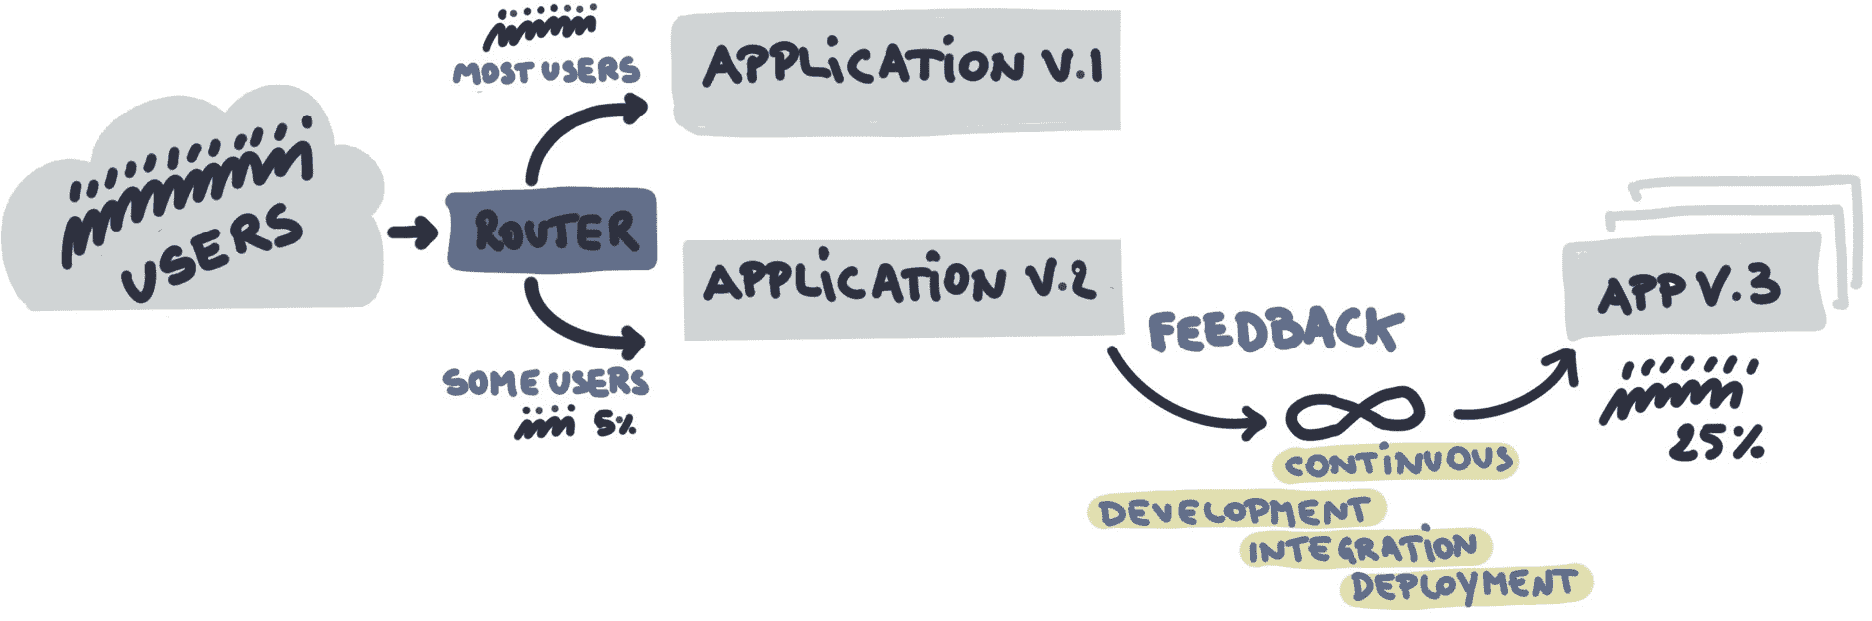 MOST USERS
APPLICATION V.1
USERS
ROUTER
APPLICATION V.2
SOME USERS
5%
FEEDBACK
CONTINUOUS
DEVELOPMENT
INTEGRATION
DEPLOYMENT
APP V.3
25%